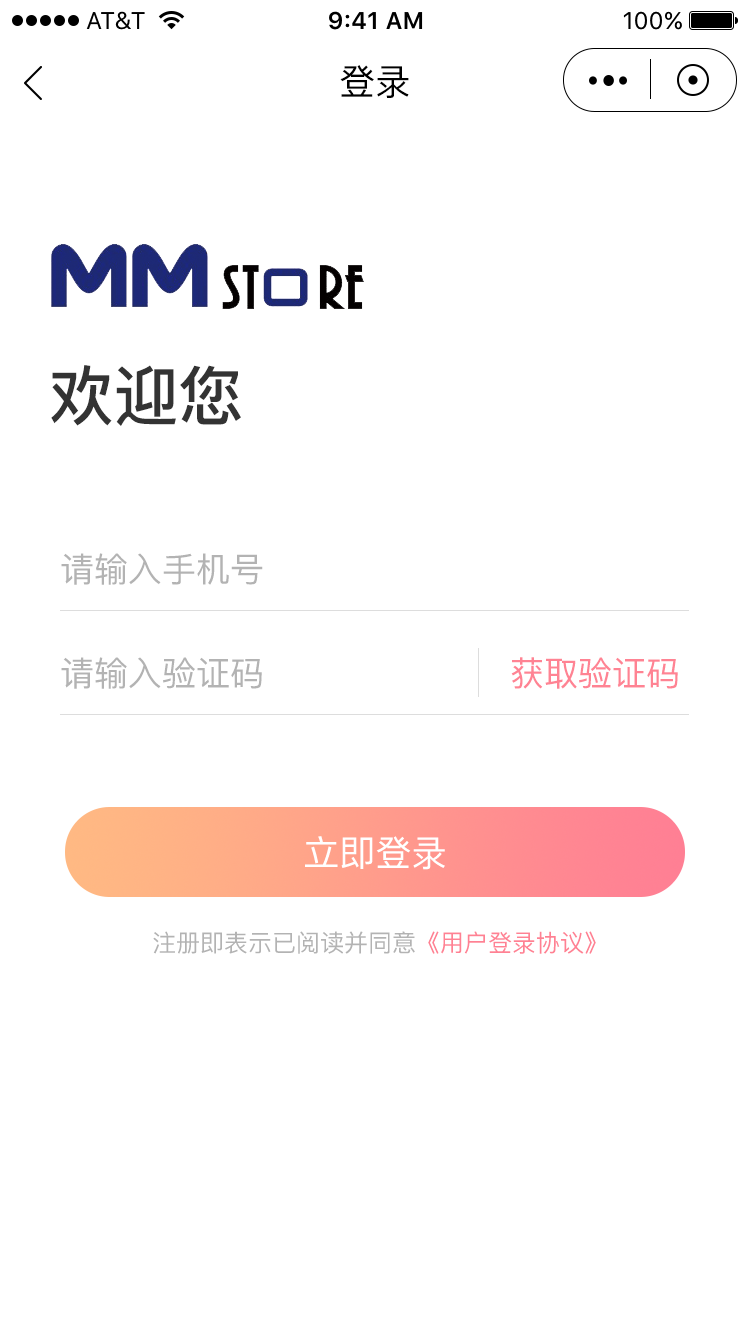 AT&T 9:41 AM 100%
登录
MM STORE
欢迎您
请输入手机号
请输入验证码 获取验证码
立即登录
注册即表示已阅读并同意《用户登录协议》